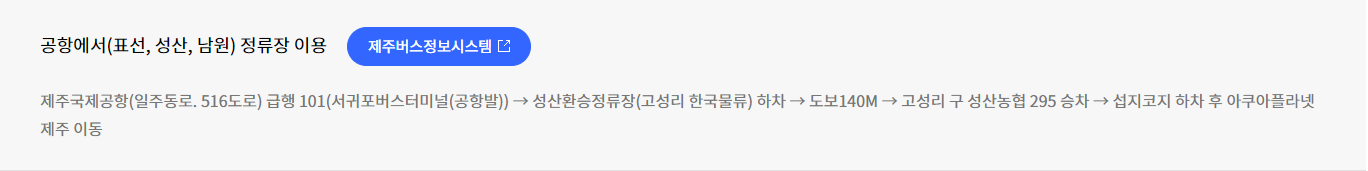 공항에서(표선, 성산, 남원) 정류장 이용 제주버스정보시스템
제주국제공항(일주동로. 516도로) 급행 101(서귀포버스터미널(공항발)) → 성산환승정류장(고성리 한국물류) 하차 → 도보140M → 고성리 구 성산농협 295 승차 → 섭지코지 하차 후 아쿠아플라넷
제주 이동